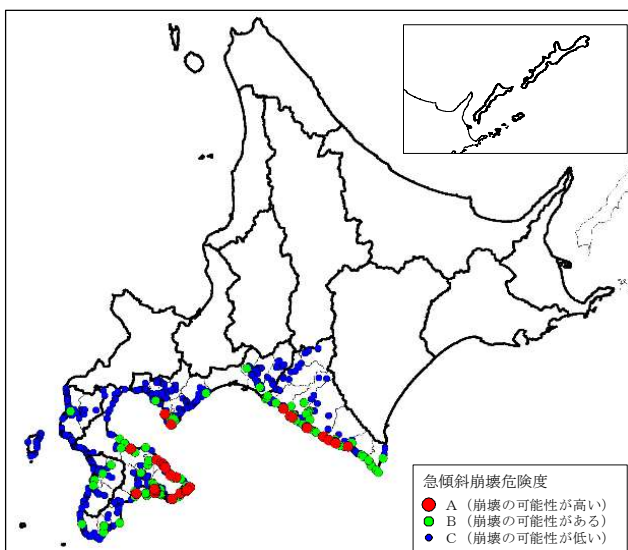 急傾斜崩壊危険度
A（崩壊の可能性が高い）
B（崩壊の可能性がある）
C（崩壊の可能性が低い）